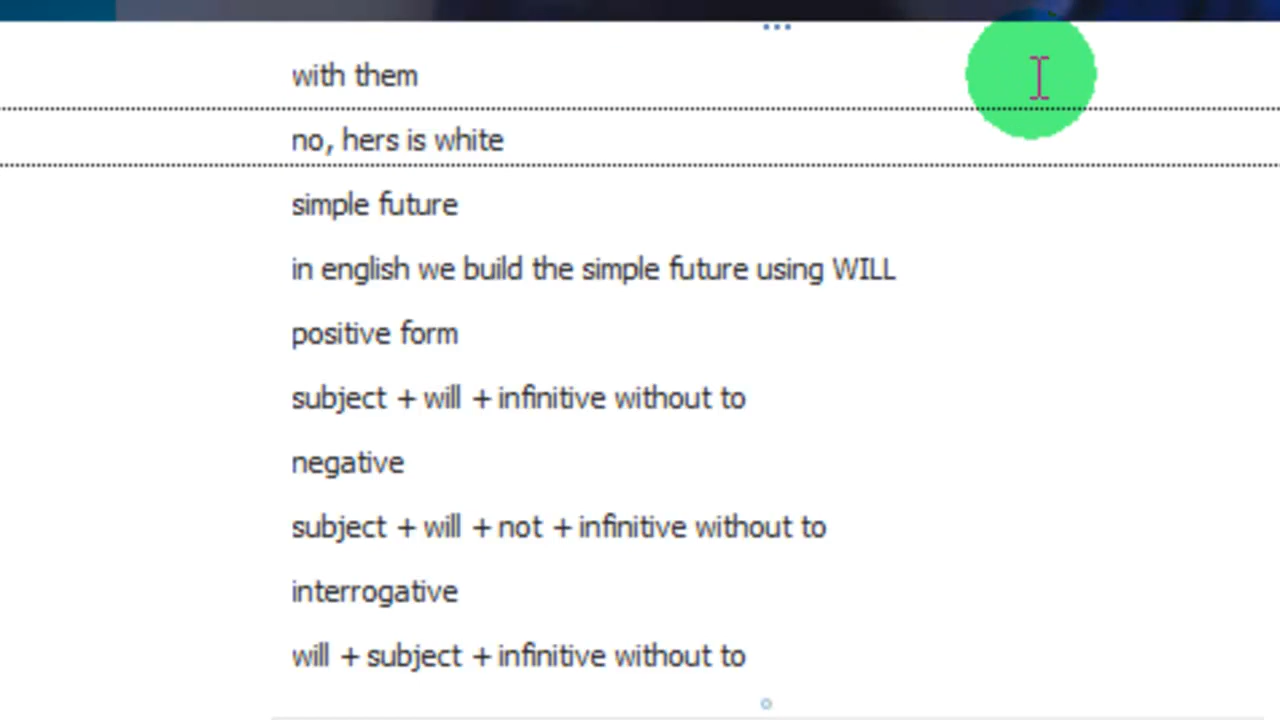 with them
no, hers is white
simple future
in english we build the simple future using WILL
positive form
subject + will + infinitive without to
negative
subject + will + not + infinitive without to
interrogative
will + subject + infinitive without to